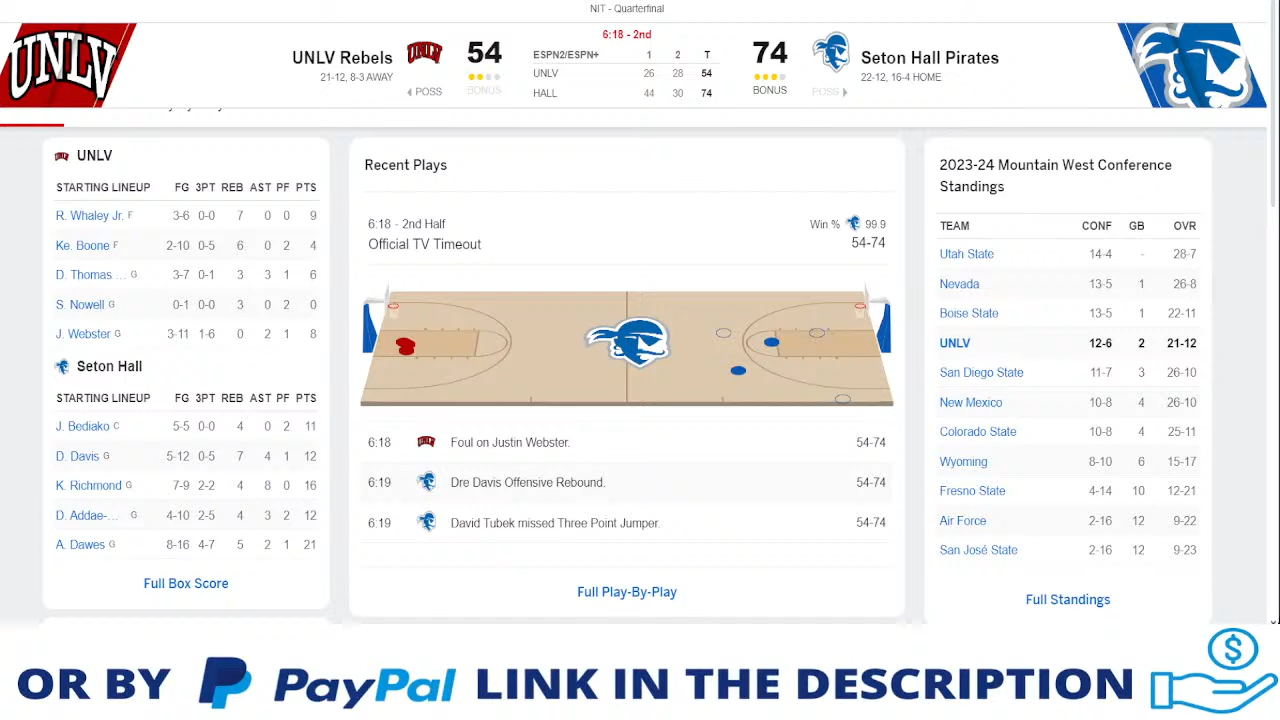 NIT - Quarterfinal
6:18 - 2nd
UNLV
UNLV Rebels
21-12, 8-3 AWAY
UNLV
54
BONUS
POSS
ESPN2/ESPN+ 1 2 T
UNLV 26 28 54
HALL 44 30 74
74
BONUS
POSS
Seton Hall Pirates
22-12, 16-4 HOME
UNLV
STARTING LINEUP FG 3PT REB AST PF PTS
R. Whaley Jr. F 3-6 0-0 7 0 0 9
Ke. Boone F 2-10 0-5 6 0 2 4
D. Thomas ... G 3-7 0-1 3 3 1 6
S. Nowell G 0-1 0-0 3 0 2 0
J. Webster G 3-11 1-6 0 2 1 8
Seton Hall
STARTING LINEUP FG 3PT REB AST PF PTS
J. Bediako C 5-5 0-0 4 0 2 11
D. Davis G 5-12 0-5 7 4 1 12
K. Richmond G 7-9 2-2 4 8 0 16
D. Addae-... G 4-10 2-5 4 3 2 12
A. Dawes G 8-16 4-7 5 2 1 21
Full Box Score
Recent Plays
6:18 - 2nd Half Win % 99.9
Official TV Timeout 54-74
6:18 Foul on Justin Webster. 54-74
6:19 Dre Davis Offensive Rebound. 54-74
6:19 David Tubek missed Three Point Jumper. 54-74
Full Play-By-Play
2023-24 Mountain West Conference
Standings
TEAM CONF GB OVR
Utah State 14-4 - 28-7
Nevada 13-5 1 26-8
Boise State 13-5 1 22-11
UNLV 12-6 2 21-12
San Diego State 11-7 3 26-10
New Mexico 10-8 4 26-10
Colorado State 10-8 4 25-11
Wyoming 8-10 6 15-17
Fresno State 4-14 10 12-21
Air Force 2-16 12 9-22
San José State 2-16 12 9-23
Full Standings
OR BY PayPal LINK IN THE DESCRIPTION